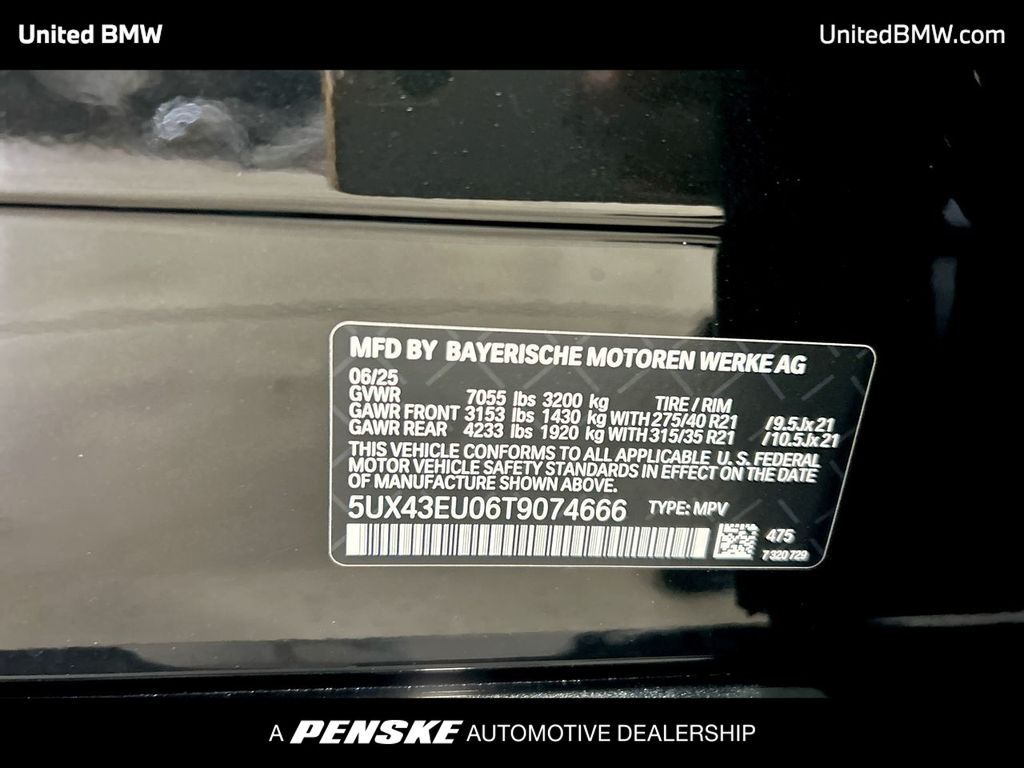 United BMW
UnitedBMW.com
MFD BY BAYERISCHE MOTOREN WERKE AG
06/25
GVWR 7055 lbs 3200 kg TIRE / RIM
GAWR FRONT 3153 lbs 1430 kg WITH 275/40 R21 /9.5Jx21
GAWR REAR 4233 lbs 1920 kg WITH 315/35 R21 /10.5Jx21
THIS VEHICLE CONFORMS TO ALL APPLICABLE U.S. FEDERAL
MOTOR VEHICLE SAFETY STANDARDS IN EFFECT ON THE DATE
OF MANUFACTURE SHOWN ABOVE.
5UX43EU06T9074666 TYPE: MPV
475
7 320 729
A PENSKE AUTOMOTIVE DEALERSHIP